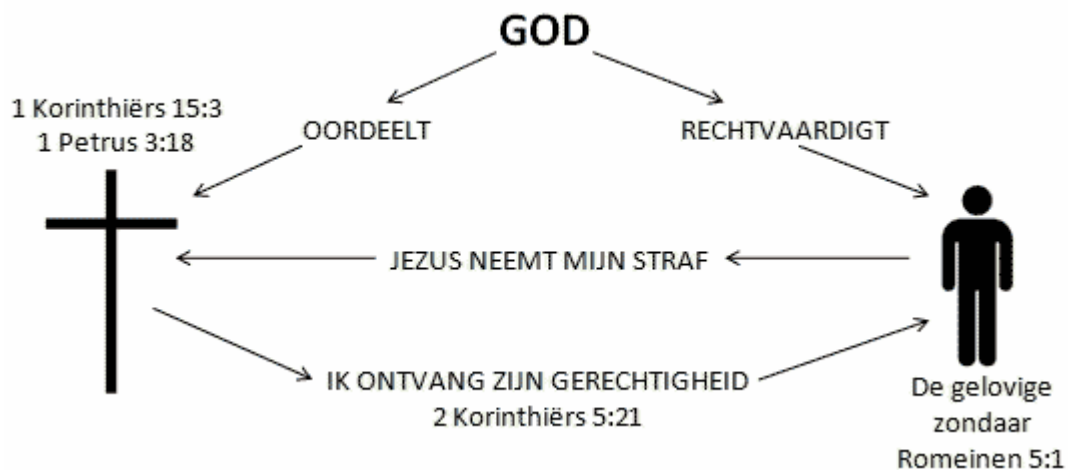 GOD
1 Korinthiërs 15:3
1 Petrus 3:18
OORDEELT
RECHTVAARDIGT
JEZUS NEEMT MIJN STRAF
IK ONTVANG ZIJN GERECHTIGHEID
2 Korinthiërs 5:21
De gelovige
zondaar
Romeinen 5:1